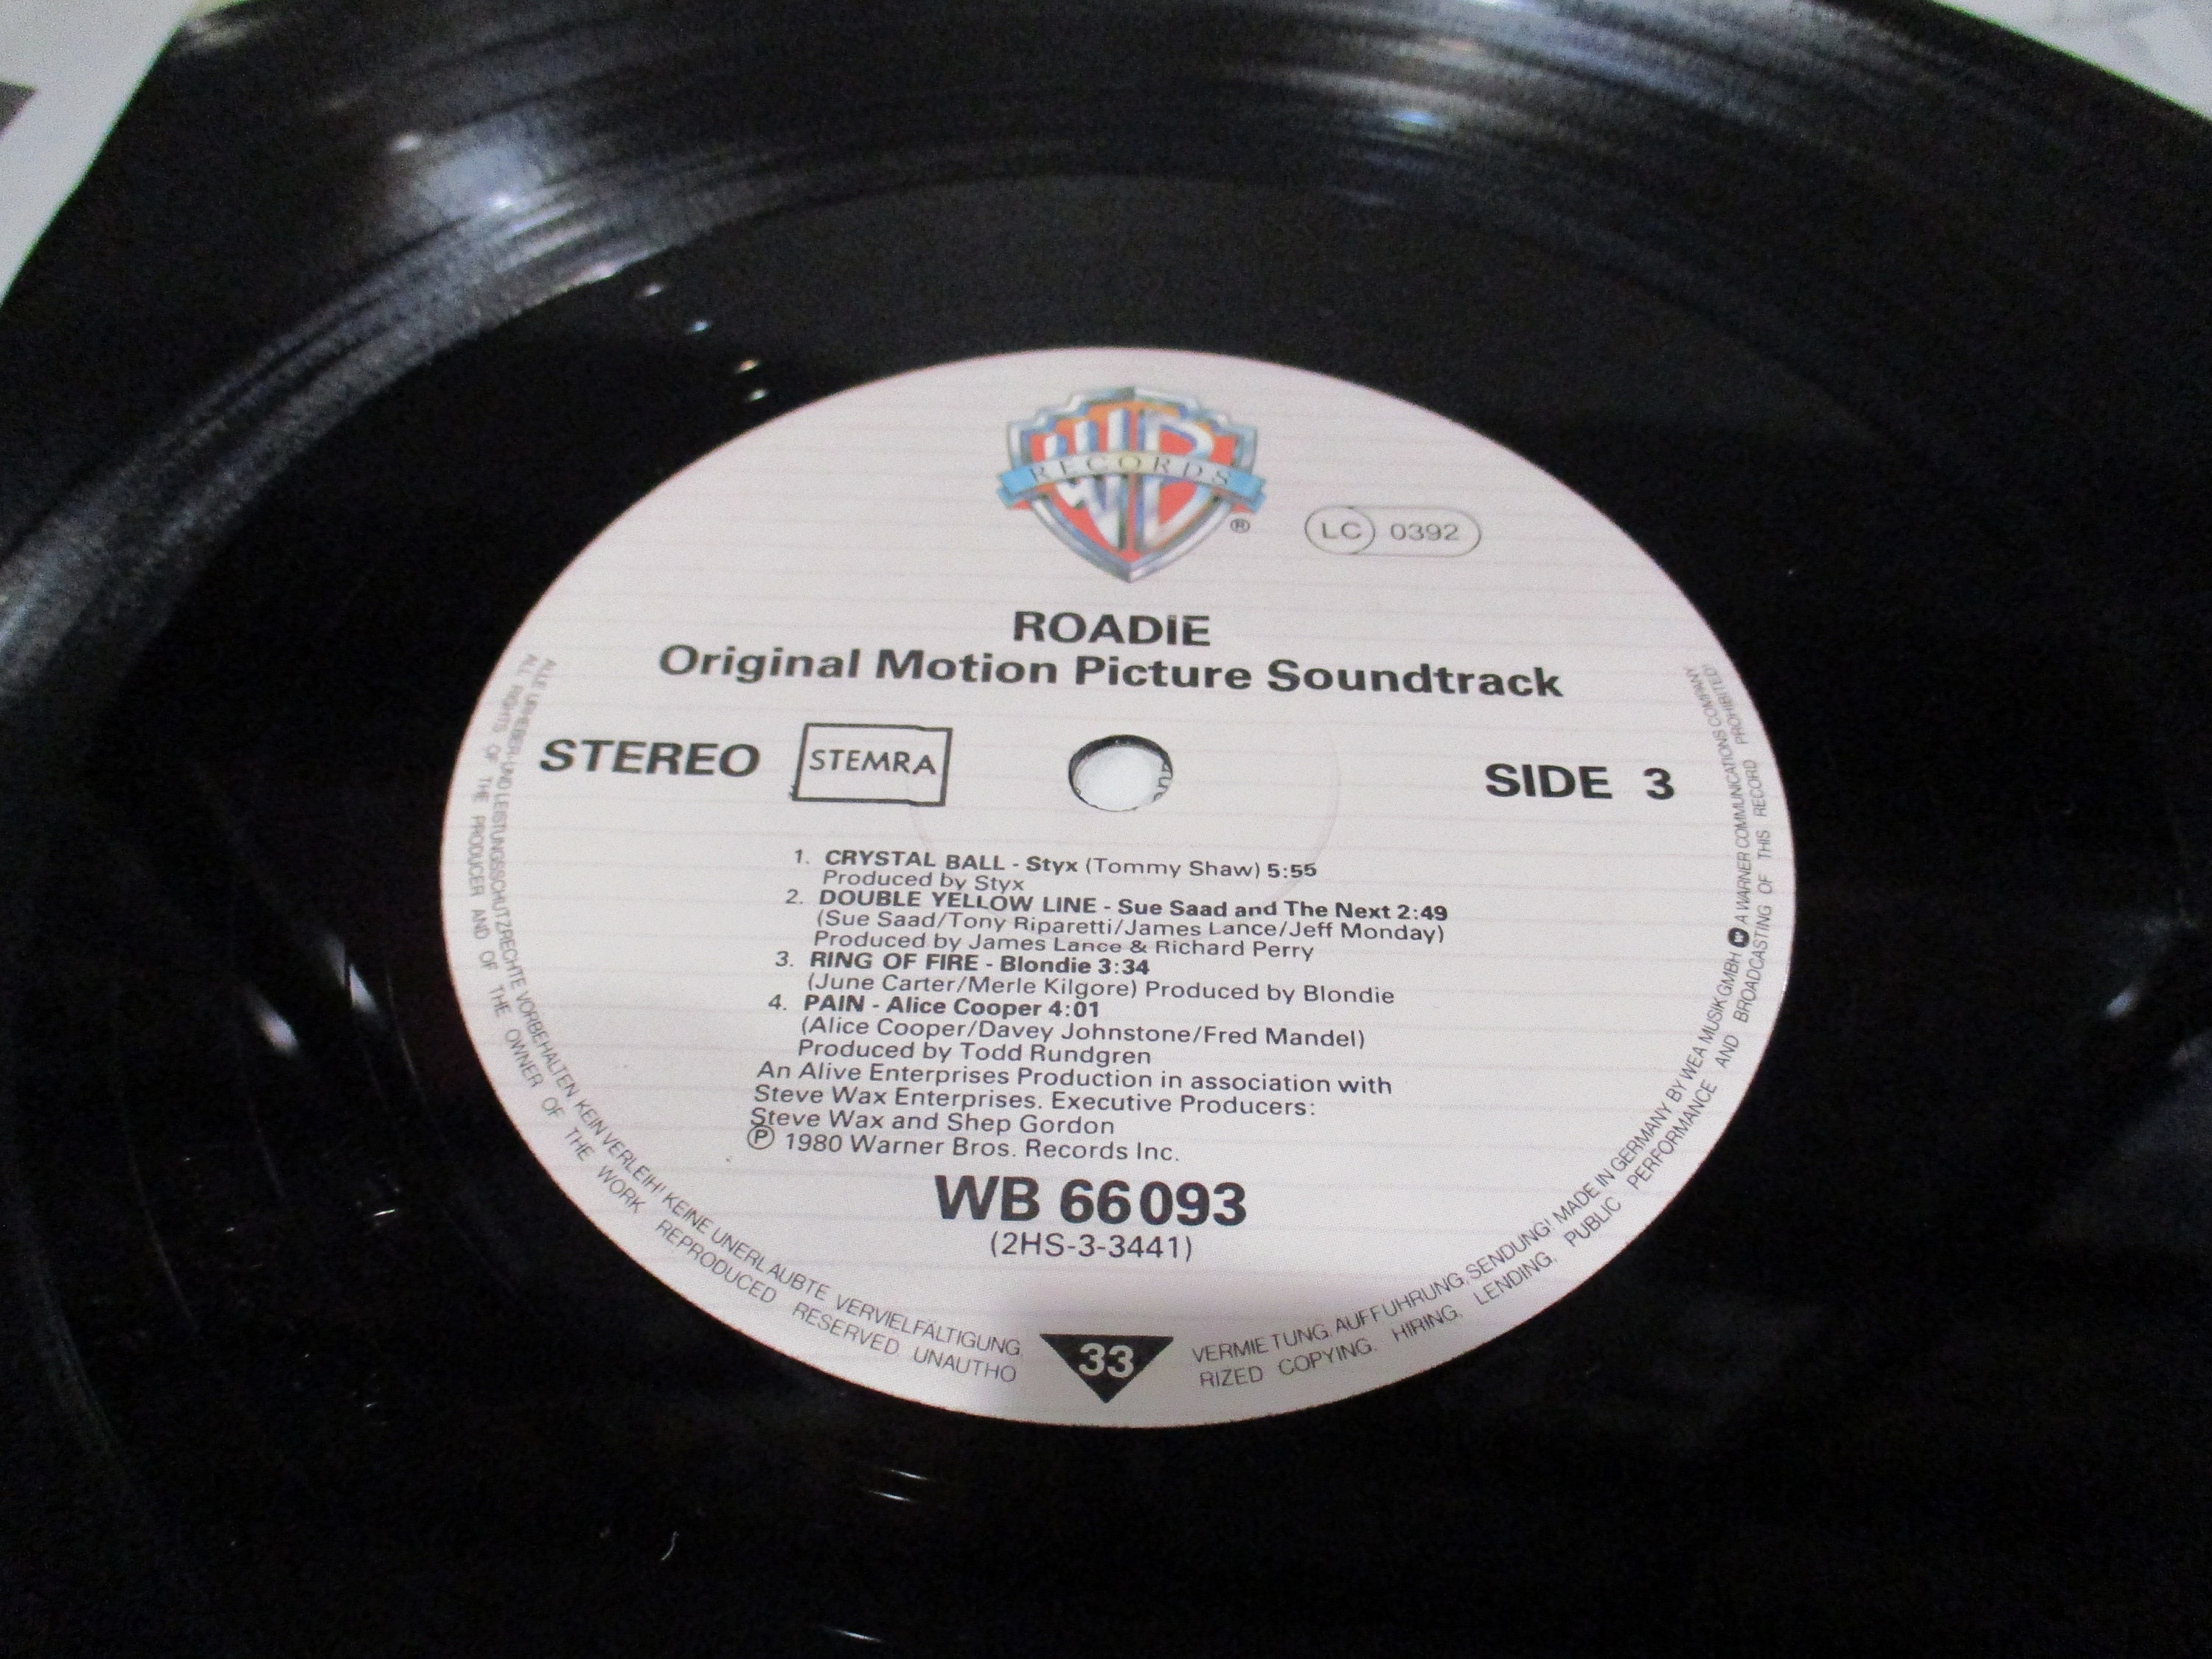 WB
RECORDS
®
LC 0392
ROADIE
Original Motion Picture Soundtrack
STEREO STEMRA SIDE 3
1. CRYSTAL BALL - Styx (Tommy Shaw) 5:55
Produced by Styx
2. DOUBLE YELLOW LINE - Sue Saad and The Next 2:49
(Sue Saad/Tony Riparetti/James Lance/Jeff Monday)
Produced by James Lance & Richard Perry
3. RING OF FIRE - Blondie 3:34
(June Carter/Merle Kilgore) Produced by Blondie
4. PAIN - Alice Cooper 4:01
(Alice Cooper/Davey Johnstone/Fred Mandel)
Produced by Todd Rundgren
An Alive Enterprises Production in association with
Steve Wax Enterprises. Executive Producers:
Steve Wax and Shep Gordon
Ⓟ 1980 Warner Bros. Records Inc.
WB 66 093
(2HS-3-3441)
33
ALLE URHEBER-UND LEISTUNGSSCHUTZRECHTE VORBEHALTEN KEIN VERLEIH! KEINE UNERLAUBTE VERVIELFÄLTIGUNG, VERMIETUNG, AUFFUHRUNG, SENDUNG! MADE IN GERMANY BY WEA MUSIK GMBH A WARNER COMMUNICATIONS COMPANY
ALL RIGHTS OF THE PRODUCER AND OF THE OWNER OF THE WORK REPRODUCED RESERVED UNAUTHORIZED COPYING, HIRING, LENDING, PUBLIC PERFORMANCE AND BROADCASTING OF THIS RECORD PROHIBITED!